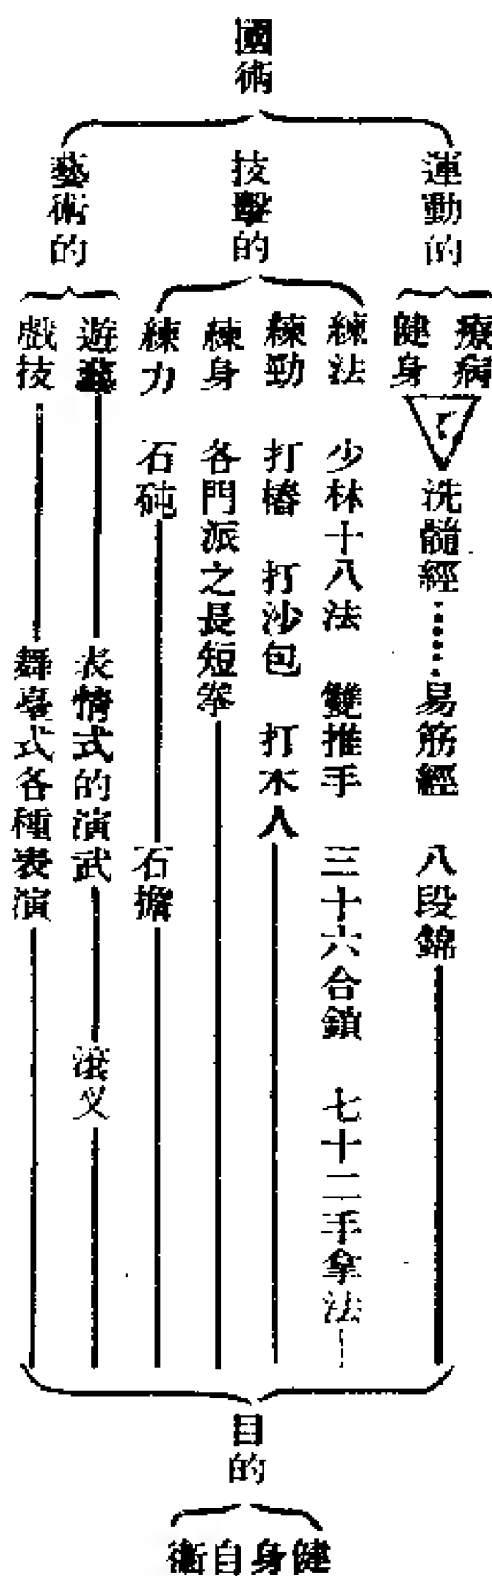 國術
運動的
技擊的
藝術的
療病
健身
練法
練勁
練身
練力
遊藝
戲技
洗髓經……易筋經 八段錦
少林十八法 雙推手 三十六合鎖 七十二手拿法
打樁 打沙包 打木人
各門派之長短拳
石砘 石擔
表情式的演武 滾叉
舞臺式各種表演
目的
健身自衛